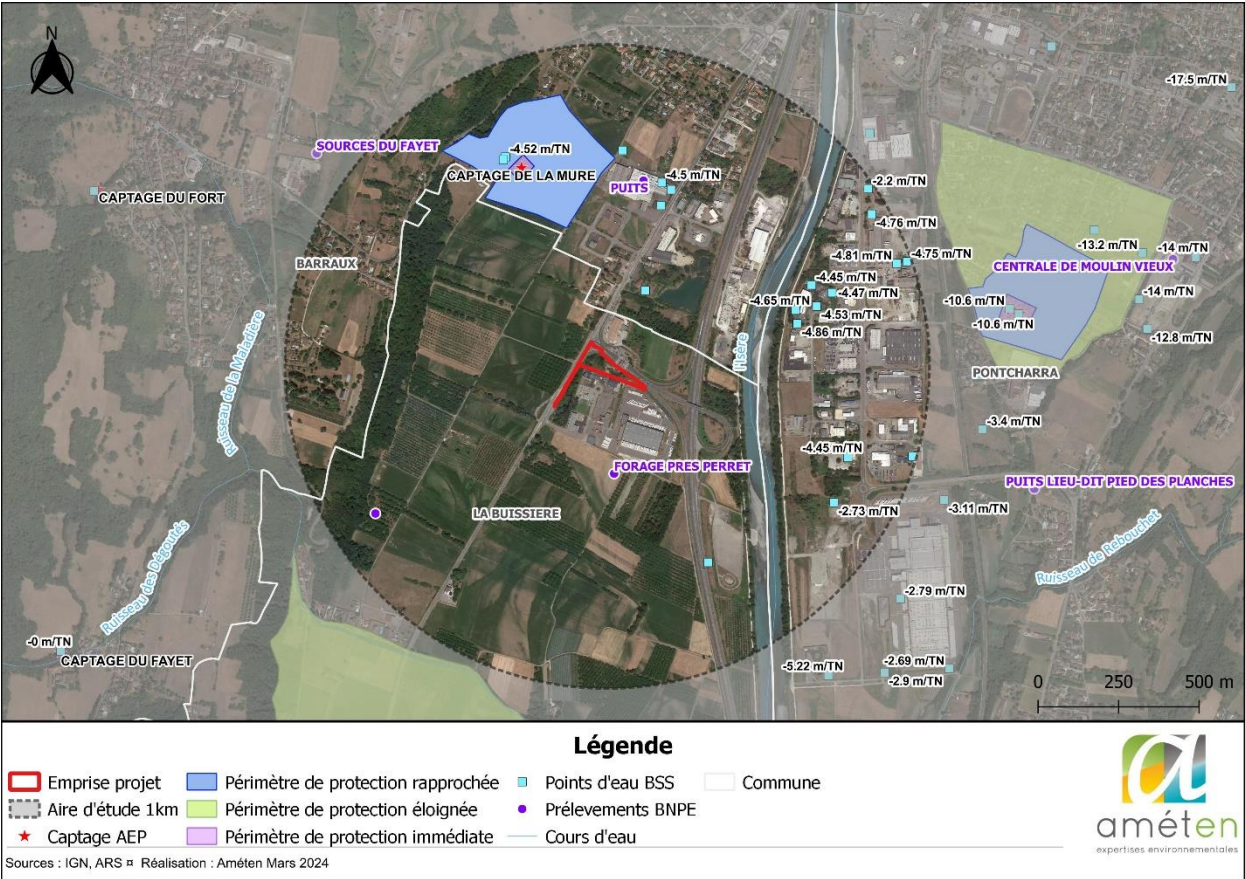 N
-17.5 m/TN
SOURCES DU FAYET
-4.52 m/TN
CAPTAGE DE LA MURE
-4.5 m/TN
PUITS
-2.2 m/TN
CAPTAGE DU FORT
-4.76 m/TN
-13.2 m/TN
-14 m/TN
BARRAUX
-4.81 m/TN
-4.75 m/TN
CENTRALE DE MOULIN VIEUX
-4.45 m/TN
-4.47 m/TN
-14 m/TN
-4.65 m/TN
-4.53 m/TN
-10.6 m/TN
-10.6 m/TN
-4.86 m/TN
-12.8 m/TN
Ruisseau de la Maladière
l'Isère
PONTCHARRA
-3.4 m/TN
-4.45 m/TN
FORAGE PRES PERRET
PUITS LIEU-DIT PIED DES PLANCHES
-2.73 m/TN
-3.11 m/TN
LA BUISSIERE
Ruisseau des Dégoutés
Ruisseau de Rebouchet
-2.79 m/TN
-0 m/TN
CAPTAGE DU FAYET
-5.22 m/TN
-2.69 m/TN
-2.9 m/TN
0 250 500 m
Légende
Emprise projet
Périmètre de protection rapprochée
Points d'eau BSS
Commune
Aire d'étude 1km
Périmètre de protection éloignée
Prélevements BNPE
Captage AEP
Périmètre de protection immédiate
Cours d'eau
Sources : IGN, ARS ¤ Réalisation : Améten Mars 2024
a
améten
expertises environnementales